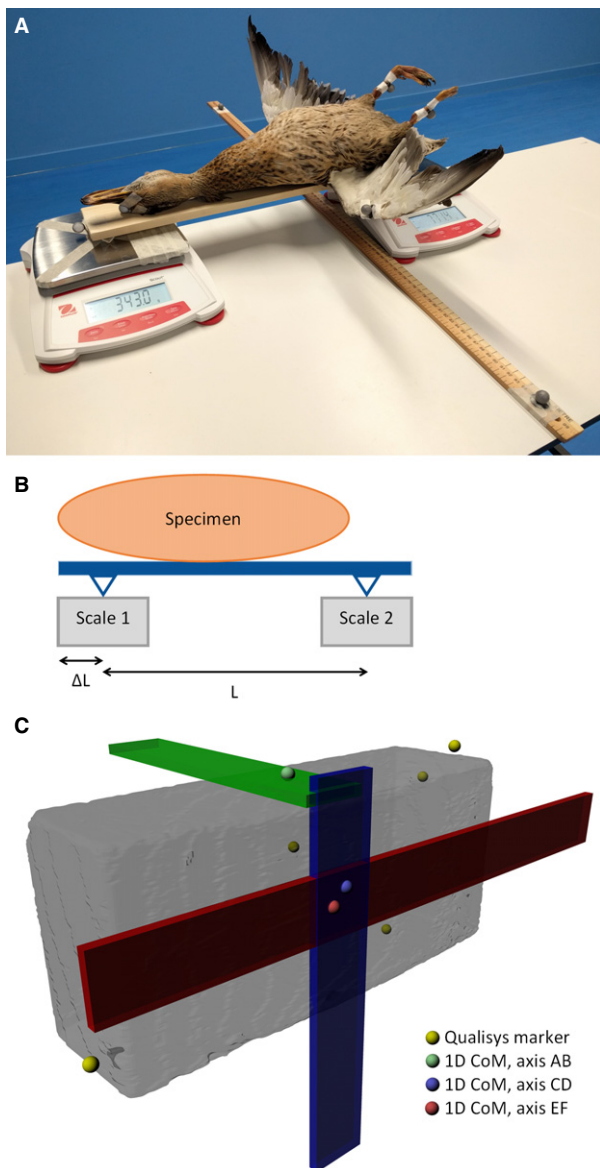 A
343.0
B
Specimen
Scale 1
Scale 2
ΔL
L
C
Qualisys marker
1D CoM, axis AB
1D CoM, axis CD
1D CoM, axis EF